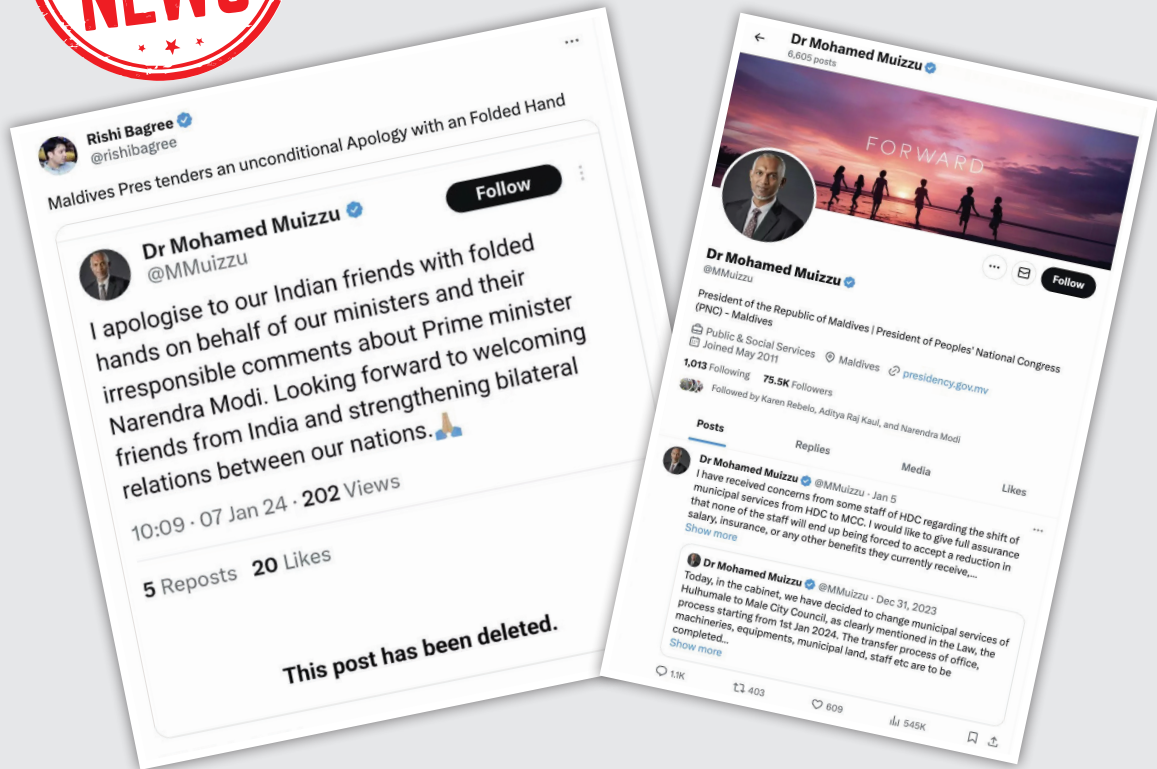 NEWS
Rishi Bagree
@rishibagree
Maldives Pres tenders an unconditional Apology with an Folded Hand
Dr Mohamed Muizzu
@MMuizzu
Follow
I apologise to our Indian friends with folded
hands on behalf of our ministers and their
irresponsible comments about Prime minister
Narendra Modi. Looking forward to welcoming
friends from India and strengthening bilateral
relations between our nations.🙏🏽
10:09 · 07 Jan 24 · 202 Views
5 Reposts 20 Likes
This post has been deleted.
Dr Mohamed Muizzu
6,605 posts
FORWARD
Follow
Dr Mohamed Muizzu
@MMuizzu
President of the Republic of Maldives | President of Peoples' National Congress
(PNC) - Maldives
Public & Social Services Maldives presidency.gov.mv
Joined May 2011
1,013 Following 75.5K Followers
Followed by Karen Rebelo, Aditya Raj Kaul, and Narendra Modi
Posts Replies Media Likes
Dr Mohamed Muizzu @MMuizzu · Jan 5
I have received concerns from some staff of HDC regarding the shift of
municipal services from HDC to MCC. I would like to give full assurance
that none of the staff will end up being forced to accept a reduction in
salary, insurance, or any other benefits they currently receive,...
Show more
Dr Mohamed Muizzu @MMuizzu · Dec 31, 2023
Today, in the cabinet, we have decided to change municipal services of
Hulhumale to Male City Council, as clearly mentioned in the Law, the
process starting from 1st Jan 2024. The transfer process of office,
machineries, equipments, municipal land, staff etc are to be
completed...
Show more
1.1K 403 609 545K